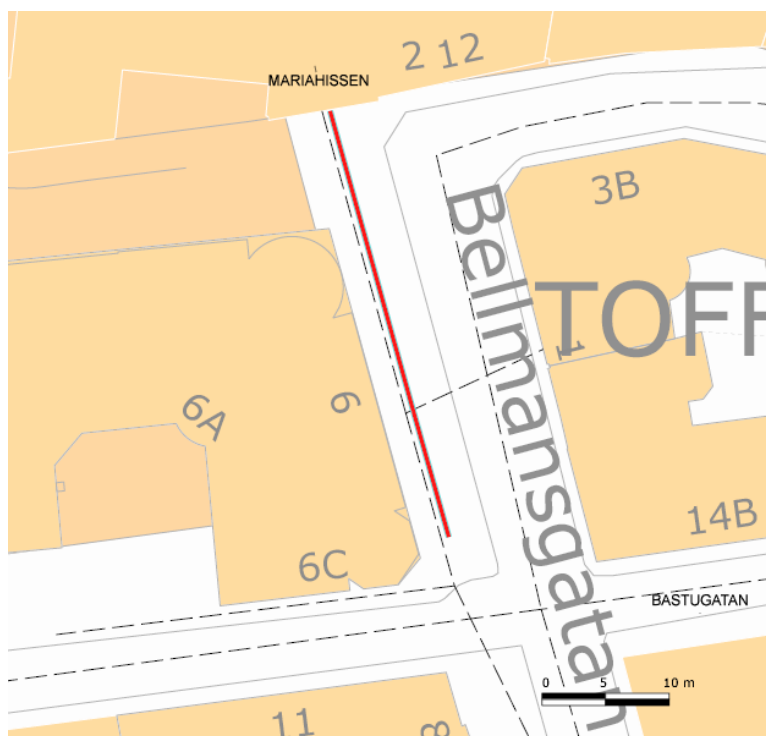 2 12
MARIAHISSEN
3B
Bellmansgatan
TOFF
1
6
6A
14B
6C
BASTUGATAN
0 5 10 m
11
8